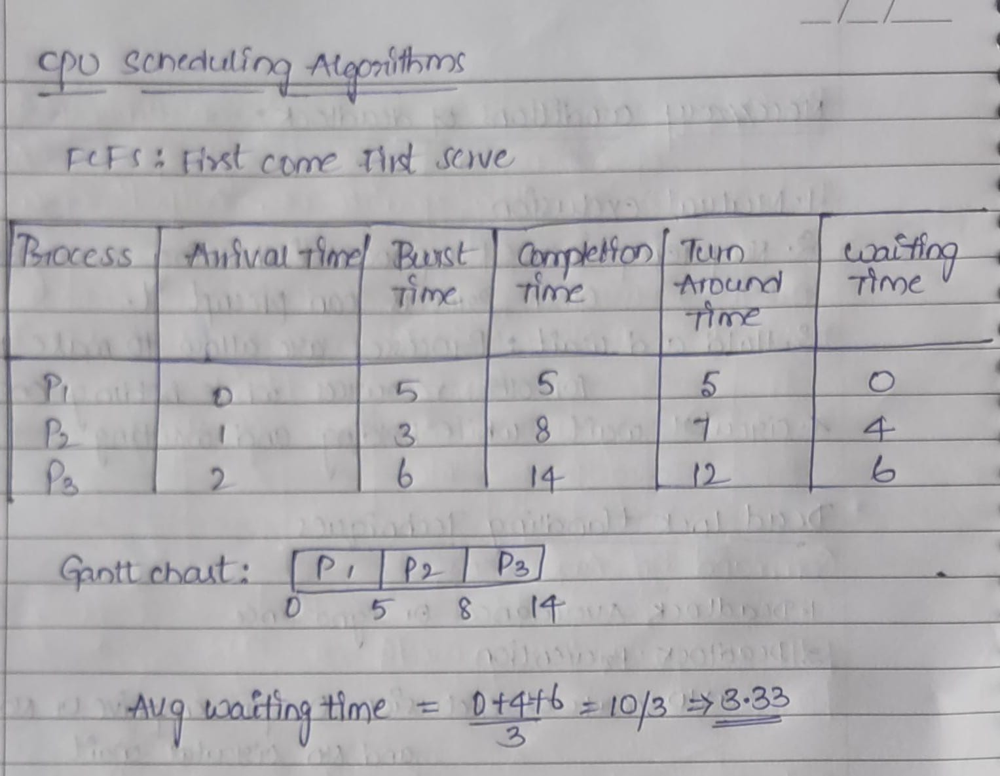 __/__/____
CPU Scheduling Algorithms
FCFS : First come First serve
Process | Arrival Time | Burst Time | Completion Time | Turn Around Time | Waiting Time
P1 | 0 | 5 | 5 | 5 | 0
P2 | 1 | 3 | 8 | 7 | 4
P3 | 2 | 6 | 14 | 12 | 6
Gantt chart : P1 | P2 | P3
0 5 8 14
Avg waiting time = 0+4+6/3 = 10/3 => 3.33